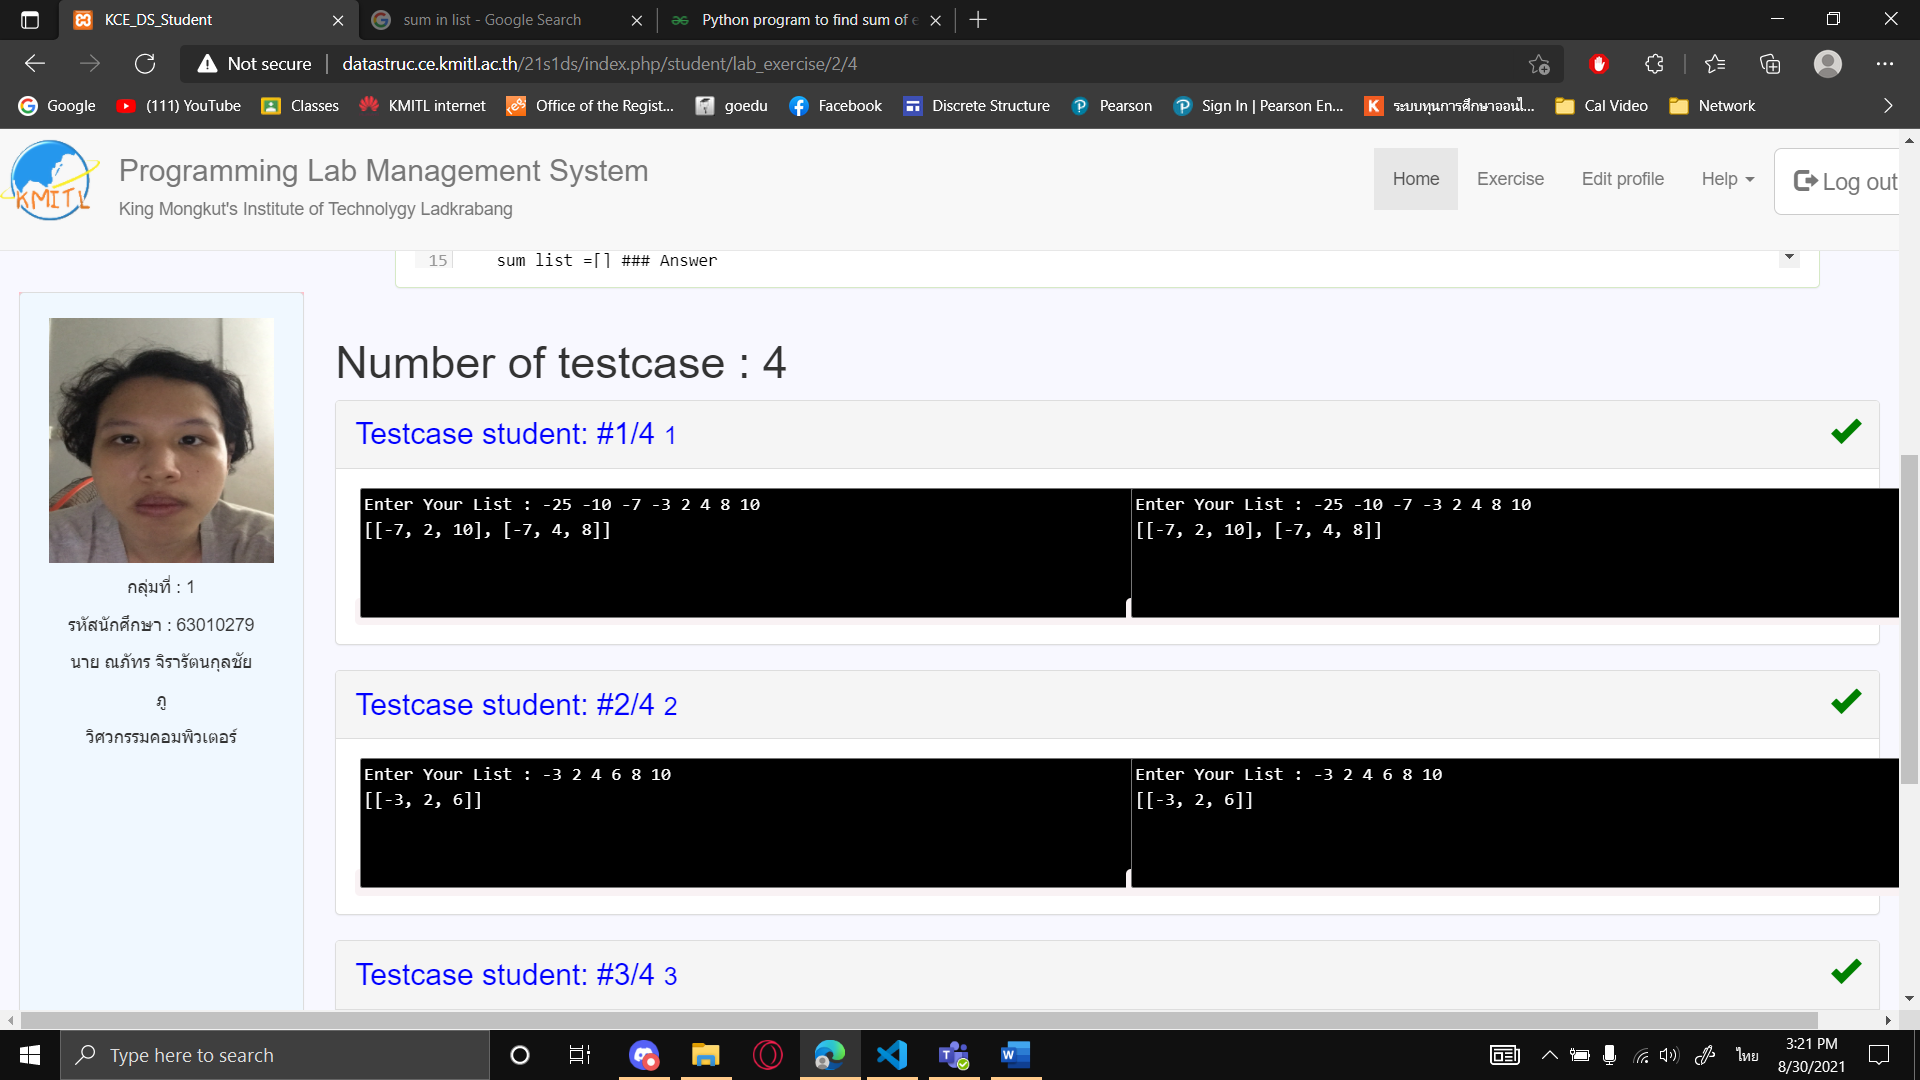 KCE_DS_Student
sum in list - Google Search
Python program to find sum of e
Not secure
datastruc.ce.kmitl.ac.th/21s1ds/index.php/student/lab_exercise/2/4
Google
(111) YouTube
Classes
KMITL internet
Office of the Regist...
goedu
Facebook
Discrete Structure
Pearson
Sign In | Pearson En...
ระบบทุนการศึกษาออนไ...
Cal Video
Network
KMITL
Programming Lab Management System
King Mongkut's Institute of Technolygy Ladkrabang
Home
Exercise
Edit profile
Help
Log out
15 sum list =[] ### Answer
กลุ่มที่ : 1
รหัสนักศึกษา : 63010279
นาย ณภัทร จิรารัตนกุลชัย
ภู
วิศวกรรมคอมพิวเตอร์
Number of testcase : 4
Testcase student: #1/4 1
Enter Your List : -25 -10 -7 -3 2 4 8 10
[[-7, 2, 10], [-7, 4, 8]]
Enter Your List : -25 -10 -7 -3 2 4 8 10
[[-7, 2, 10], [-7, 4, 8]]
Testcase student: #2/4 2
Enter Your List : -3 2 4 6 8 10
[[-3, 2, 6]]
Enter Your List : -3 2 4 6 8 10
[[-3, 2, 6]]
Testcase student: #3/4 3
Type here to search
ไทย
3:21 PM
8/30/2021